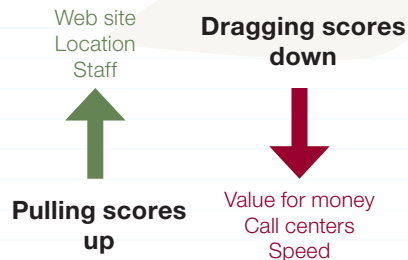 Web site
Location
Staff
Pulling scores
up
Dragging scores
down
Value for money
Call centers
Speed